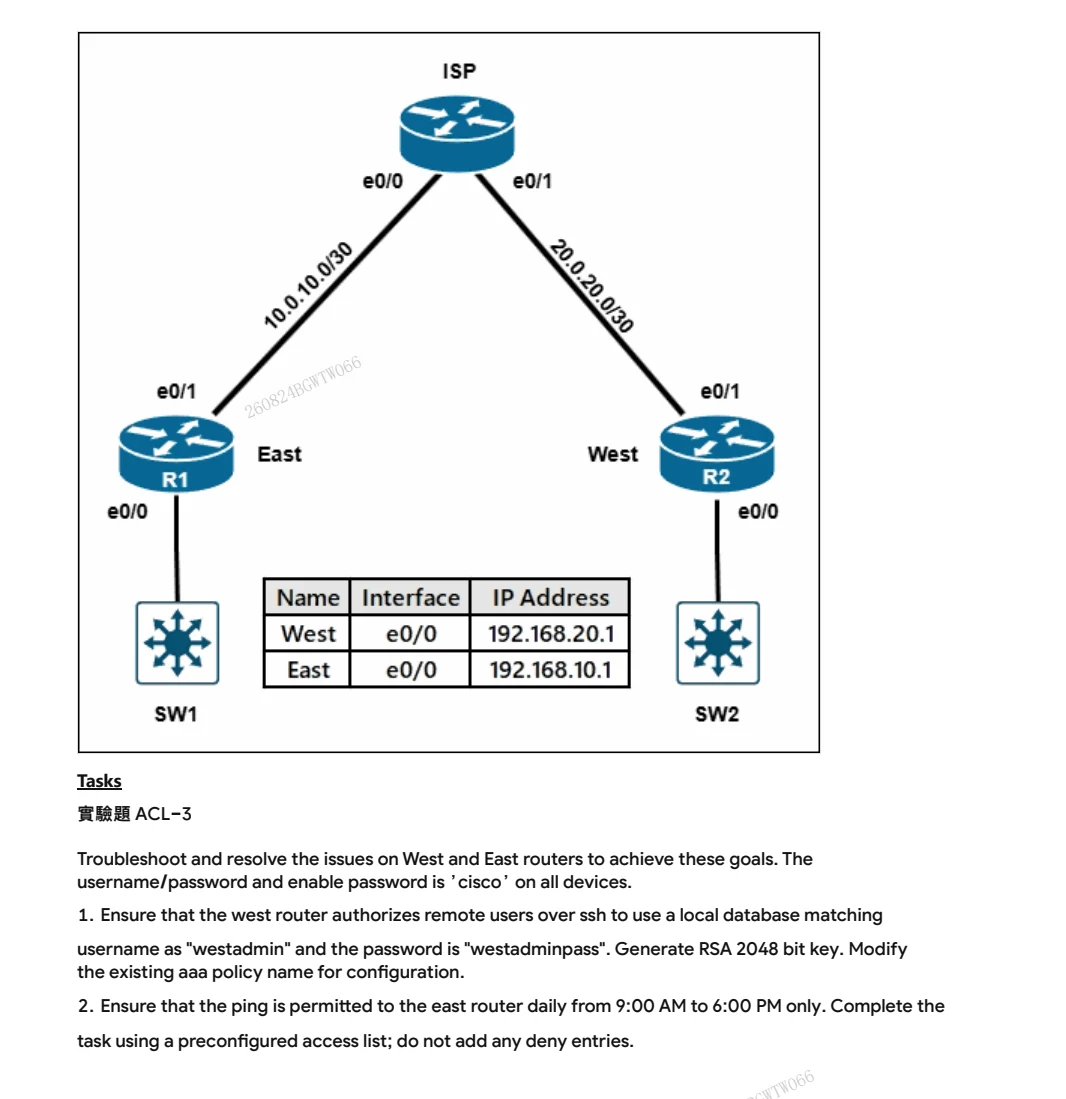 ISP
e0/0
e0/1
10.0.10.0/30
20.0.20.0/30
260824BGWTW066
e0/1
e0/1
East
West
R1
R2
e0/0
e0/0
Name Interface IP Address
West e0/0 192.168.20.1
East e0/0 192.168.10.1
SW1
SW2
Tasks
實驗題 ACL-3
Troubleshoot and resolve the issues on West and East routers to achieve these goals. The
username/password and enable password is ’cisco’ on all devices.
1. Ensure that the west router authorizes remote users over ssh to use a local database matching
username as "westadmin" and the password is "westadminpass". Generate RSA 2048 bit key. Modify
the existing aaa policy name for configuration.
2. Ensure that the ping is permitted to the east router daily from 9:00 AM to 6:00 PM only. Complete the
task using a preconfigured access list; do not add any deny entries.